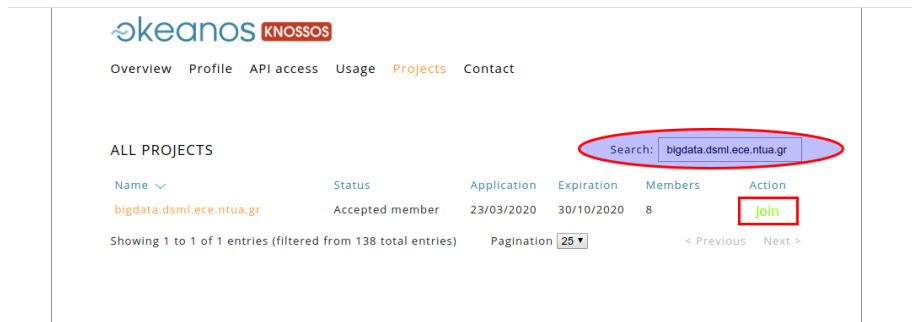 okeanos KNOSSOS
Overview Profile API access Usage Projects Contact
ALL PROJECTS Search: bigdata.dsml.ece.ntua.gr
Name Status Application Expiration Members Action
bigdata.dsml.ece.ntua.gr Accepted member 23/03/2020 30/10/2020 8 Join
Showing 1 to 1 of 1 entries (filtered from 138 total entries) Pagination 25 < Previous Next >